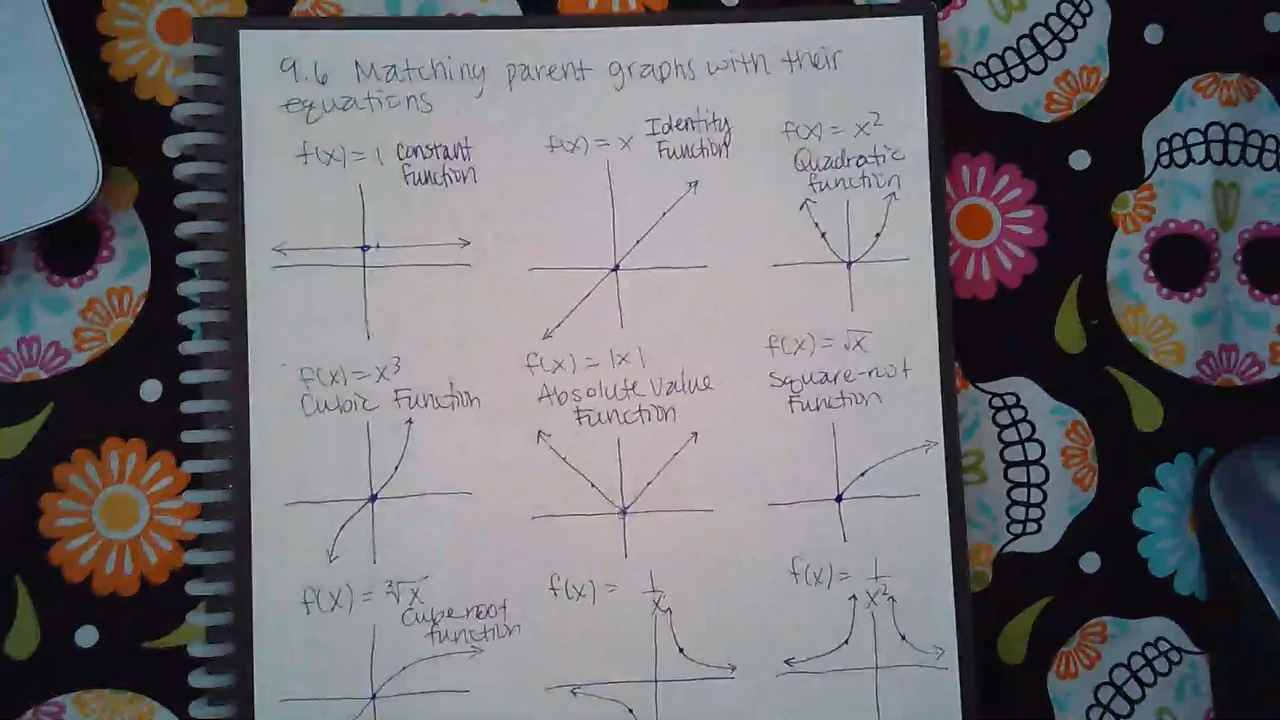 9.6 Matching parent graphs with their
equations
f(x) = 1 constant
function
f(x) = x Identity
Function
f(x) = x²
Quadratic
function
f(x) = x³
Cubic Function
f(x) = |x|
Absolute Value
Function
f(x) = √x
Square-root
Function
f(x) = ³√x
Cube root
function
f(x) = 1/x
f(x) = 1/x²